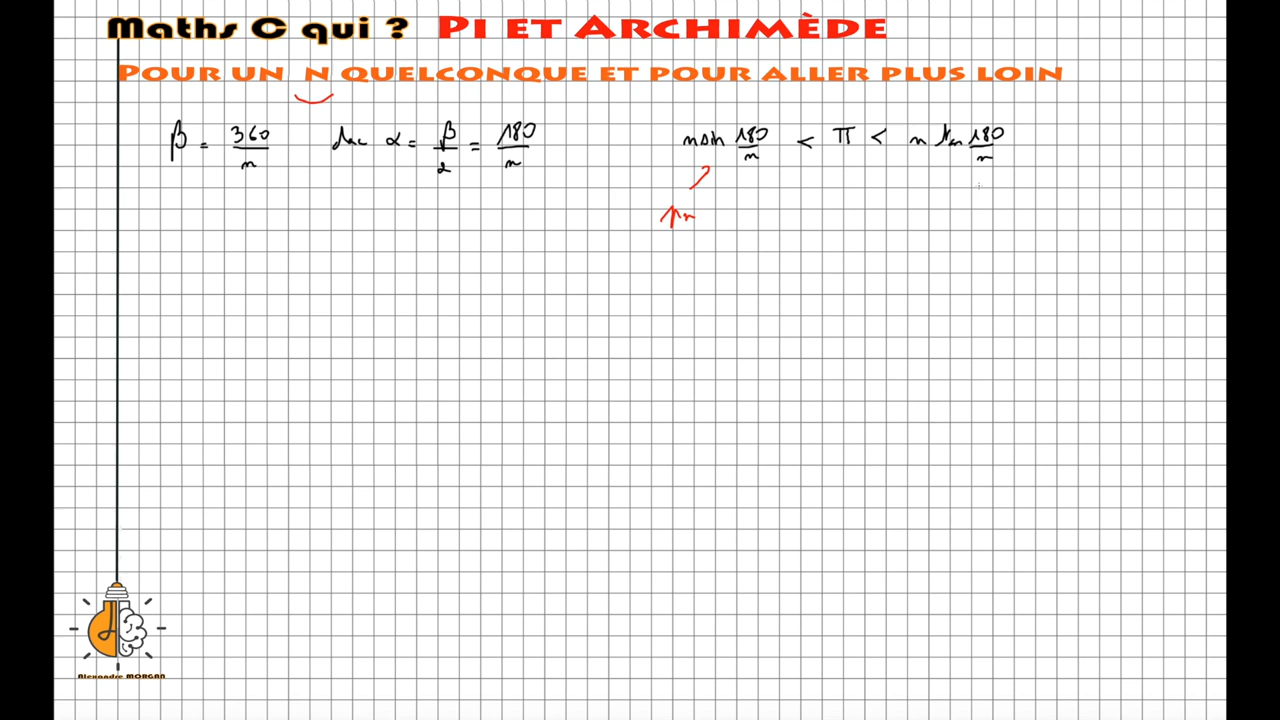 Maths C qui ? PI ET ARCHIMÈDE
POUR UN N QUELCONQUE ET POUR ALLER PLUS LOIN
β = 360/n donc α = β/2 = 180/n n sin 180/n < π < n tan 180/n
Alexandre MORGAN